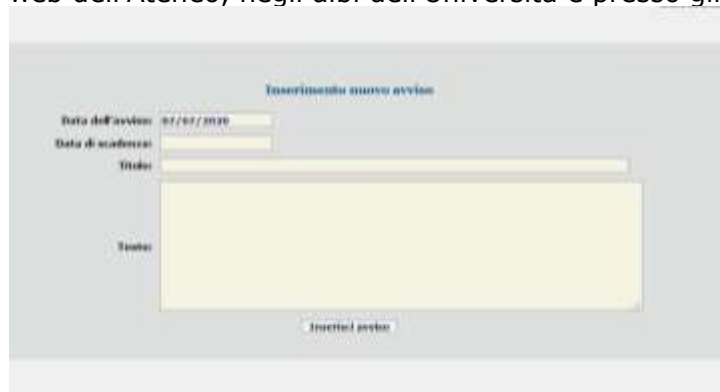 web dell'Ateneo, negli albi dell'Università e presso gli
Inserimento nuovo avviso
Data dell'avviso: 07/07/2020
Data di scadenza:
Titolo:
Testo:
Inserisci avviso